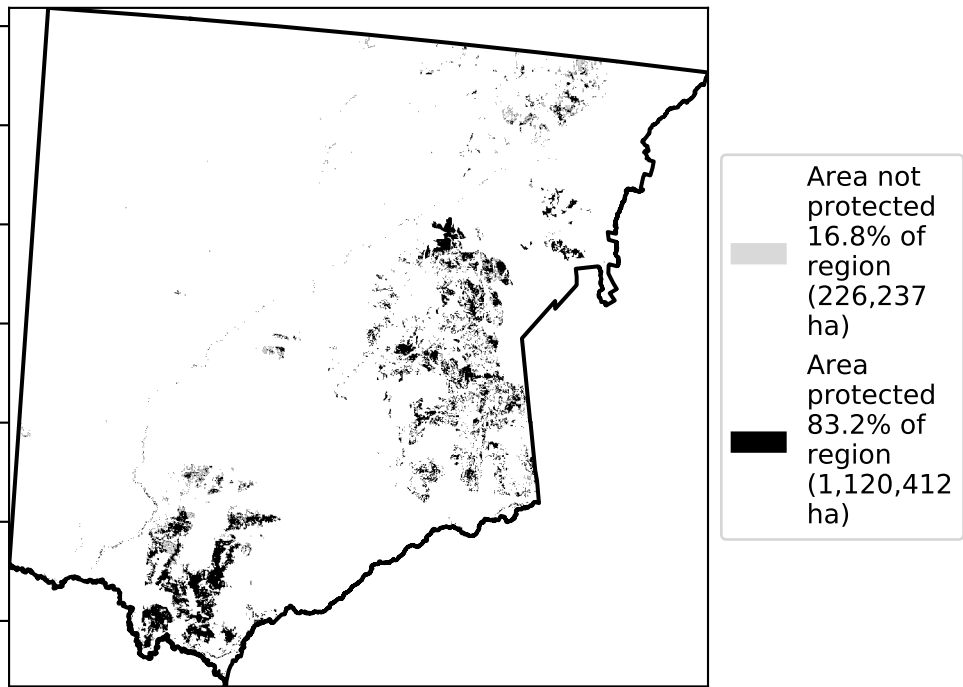 Area not
protected
16.8% of
region
(226,237
ha)
Area
protected
83.2% of
region
(1,120,412
ha)